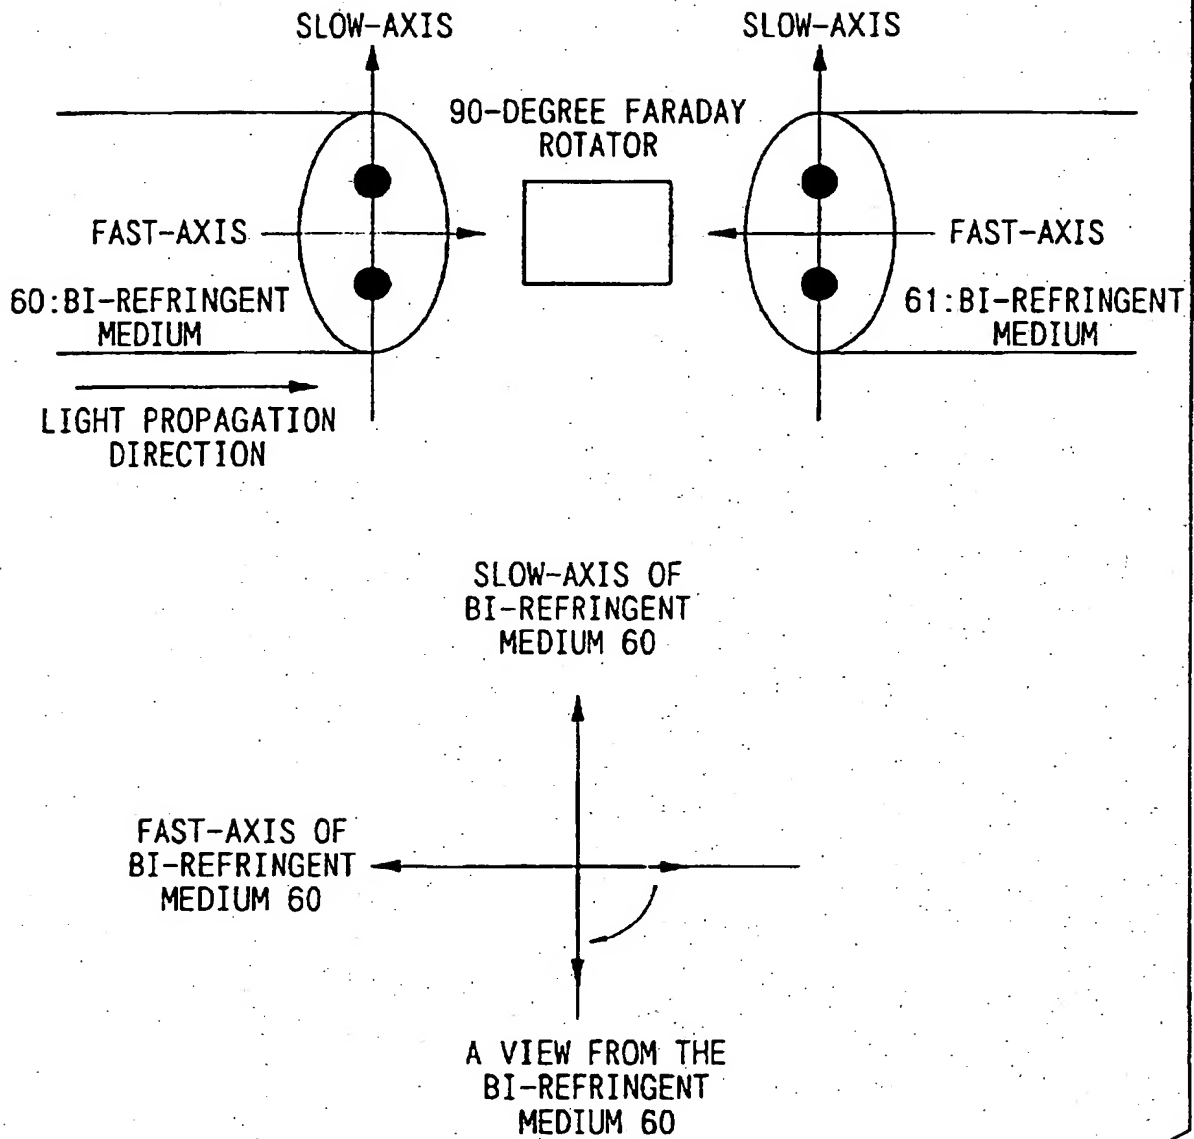 SLOW-AXIS
SLOW-AXIS
90-DEGREE FARADAY
ROTATOR
FAST-AXIS
FAST-AXIS
60:BI-REFRINGENT
MEDIUM
61:BI-REFRINGENT
MEDIUM
LIGHT PROPAGATION
DIRECTION
SLOW-AXIS OF
BI-REFRINGENT
MEDIUM 60
FAST-AXIS OF
BI-REFRINGENT
MEDIUM 60
A VIEW FROM THE
BI-REFRINGENT
MEDIUM 60